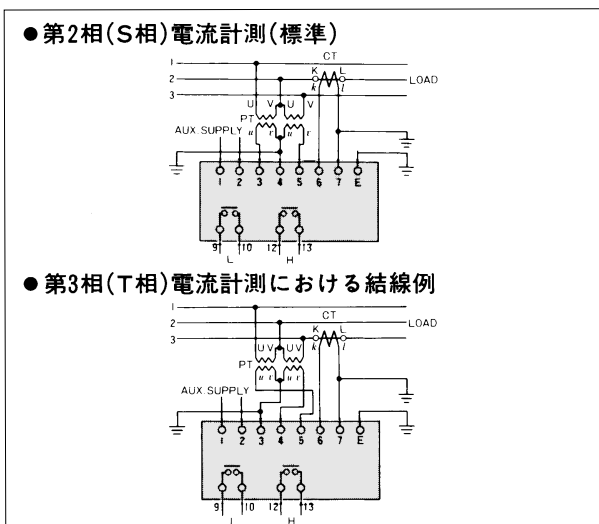 ●第2相(S相)電流計測(標準)
CT
1
2 K L LOAD
k l
3
U V U V
PT
u v u v
AUX.SUPPLY
1 2 3 4 5 6 7 E
9 10 12 13
L H
●第3相(T相)電流計測における結線例
1
CT
2 LOAD
K L
3 k l
U V U V
PT
u v u v
AUX.SUPPLY
1 2 3 4 5 6 7 E
9 10 12 13
L H